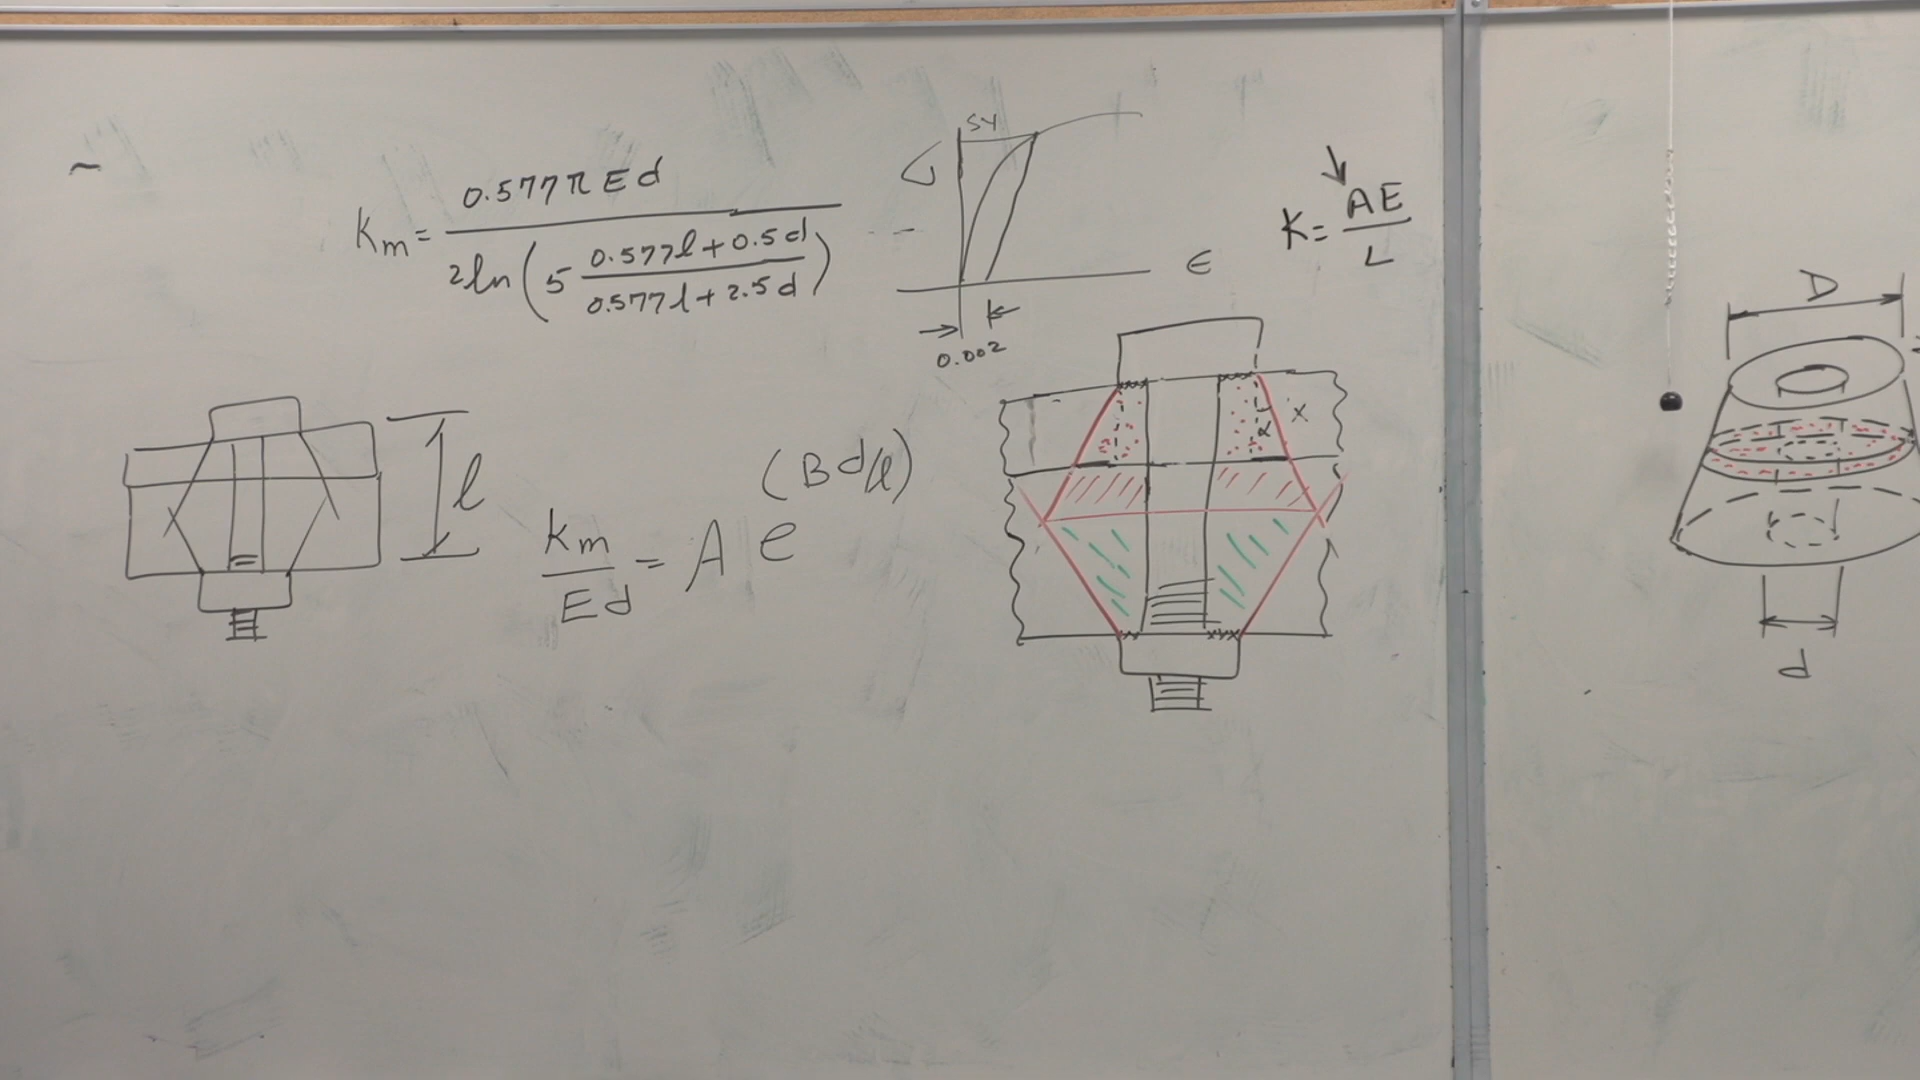 ~
Km = 0.577πEd / 2ln(5 0.577l+0.5d / 0.577l+2.5d)
Sy
σ
ϵ
0.002
K = AE / L
l
Km / Ed = A e^(Bd/l)
α
x
D
d